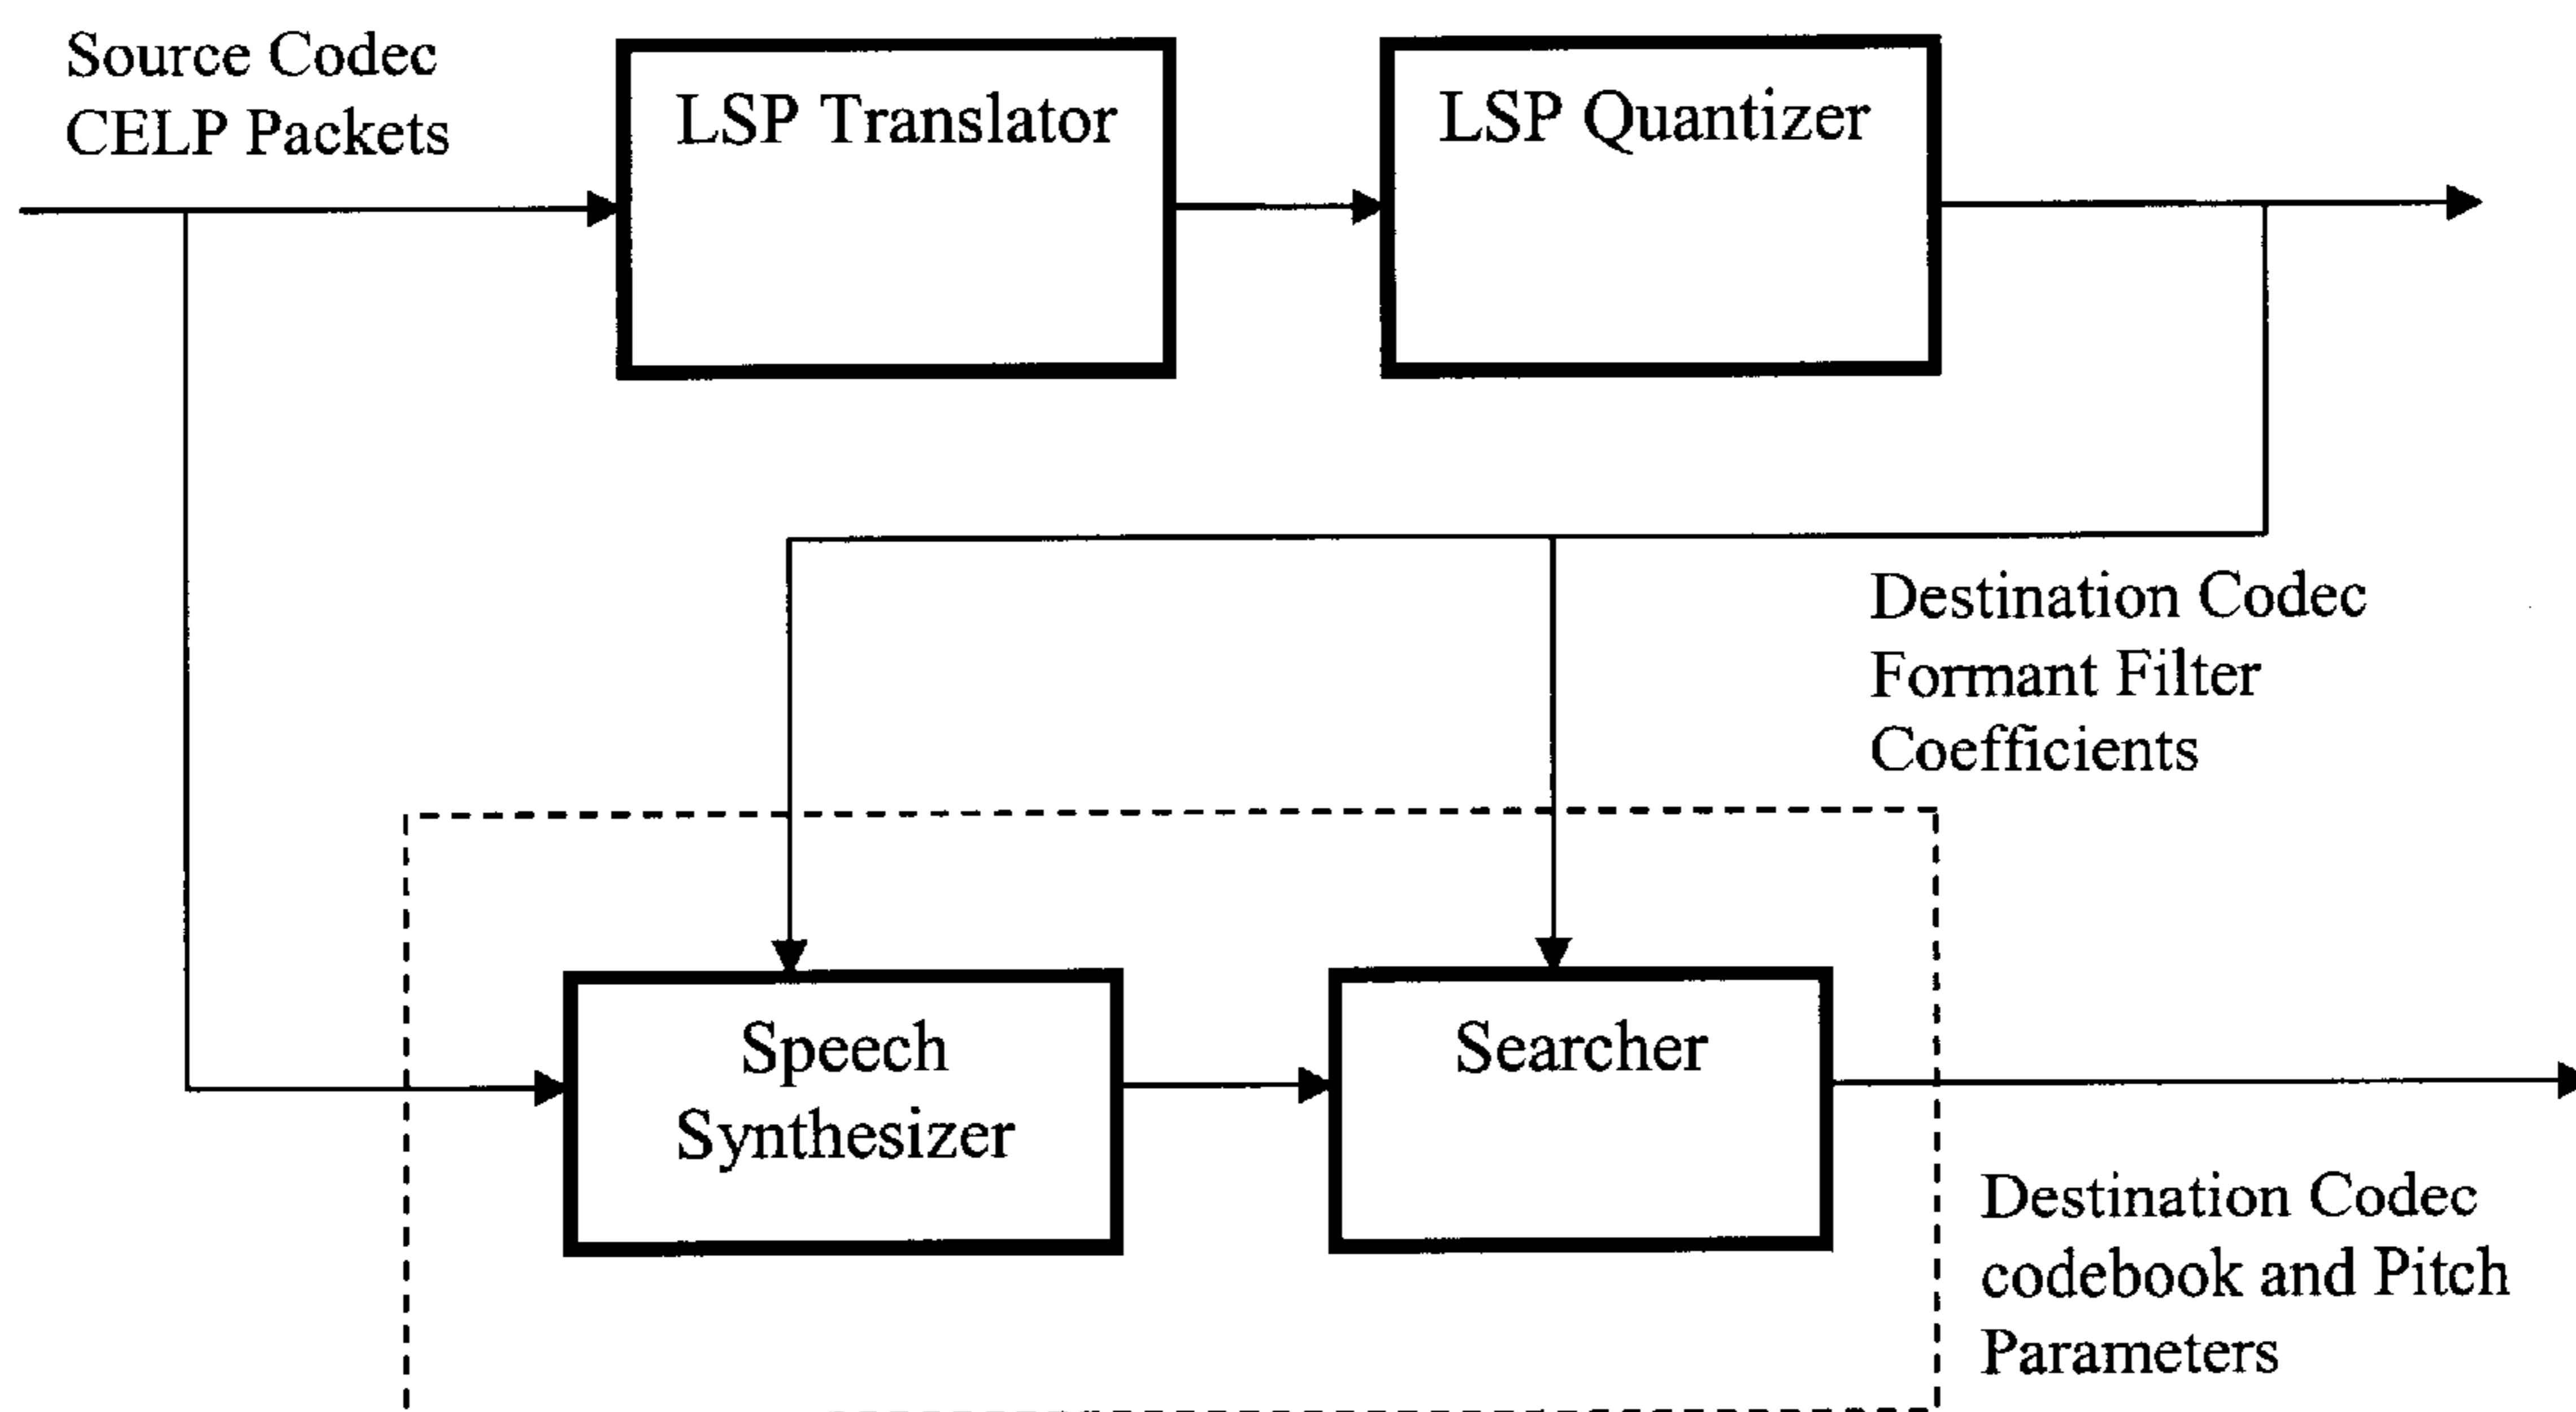 Source Codec
CELP Packets
LSP Translator
LSP Quantizer
Destination Codec
Formant Filter
Coefficients
Speech
Synthesizer
Searcher
Destination Codec
codebook and Pitch
Parameters